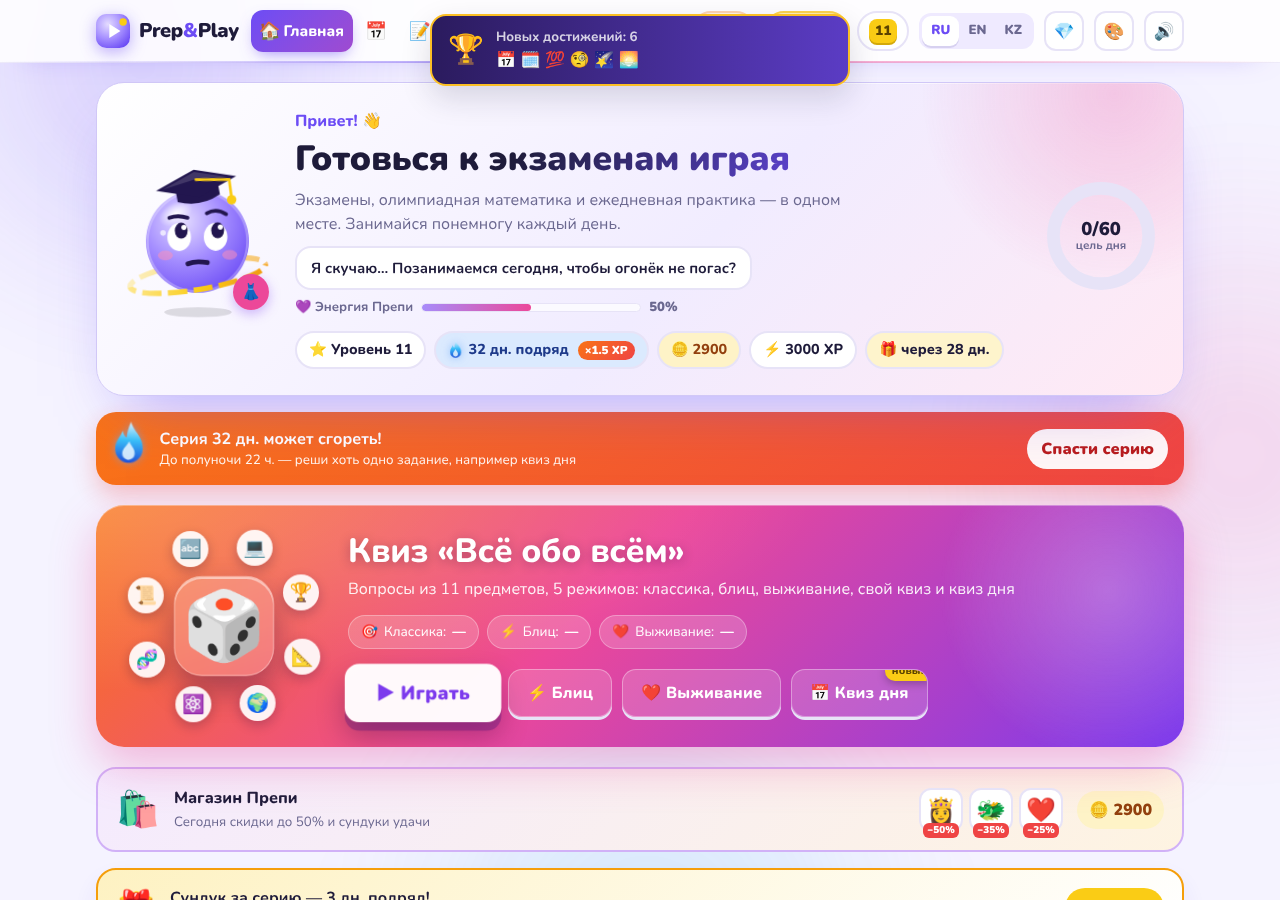 Prep&Play
Главная
11
RU EN KZ
Новых достижений: 6
Привет!
Готовься к экзаменам играя
Экзамены, олимпиадная математика и ежедневная практика — в одном
месте. Занимайся понемногу каждый день.
Я скучаю... Позанимаемся сегодня, чтобы огонёк не погас?
Энергия Препи 50%
Уровень 11
32 дн. подряд ×1.5 XP
2900
3000 XP
через 28 дн.
0/60
цель дня
Серия 32 дн. может сгореть!
До полуночи 22 ч. — реши хоть одно задание, например квиз дня
Спасти серию
Квиз «Всё обо всём»
Вопросы из 11 предметов, 5 режимов: классика, блиц, выживание, свой квиз и квиз дня
Классика: —
Блиц: —
Выживание: —
Играть
Блиц
Выживание
Квиз дня
Магазин Препи
Сегодня скидки до 50% и сундуки удачи
−50% −35% −25%
2900
Сундук за серию — 3 дн. подряд!